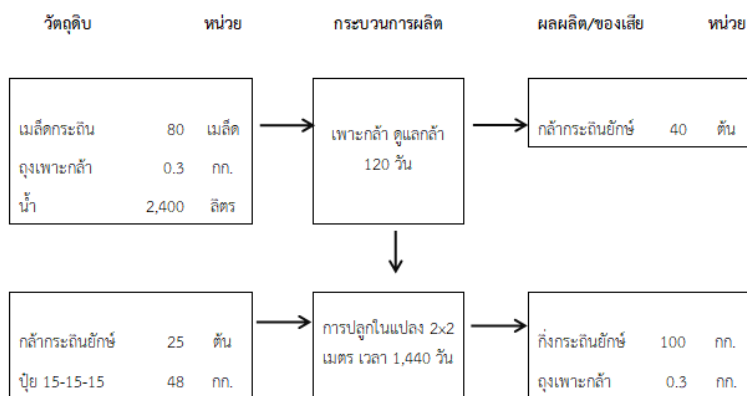 วัตถุดิบ หน่วย กระบวนการผลิต ผลผลิต/ของเสีย หน่วย
เมล็ดกระถิน 80 เมล็ด
ถุงเพาะกล้า 0.3 กก.
น้ำ 2,400 ลิตร
เพาะกล้า ดูแลกล้า
120 วัน
กล้ากระถินยักษ์ 40 ต้น
กล้ากระถินยักษ์ 25 ต้น
ปุ๋ย 15-15-15 48 กก.
การปลูกในแปลง 2×2
เมตร เวลา 1,440 วัน
กิ่งกระถินยักษ์ 100 กก.
ถุงเพาะกล้า 0.3 กก.